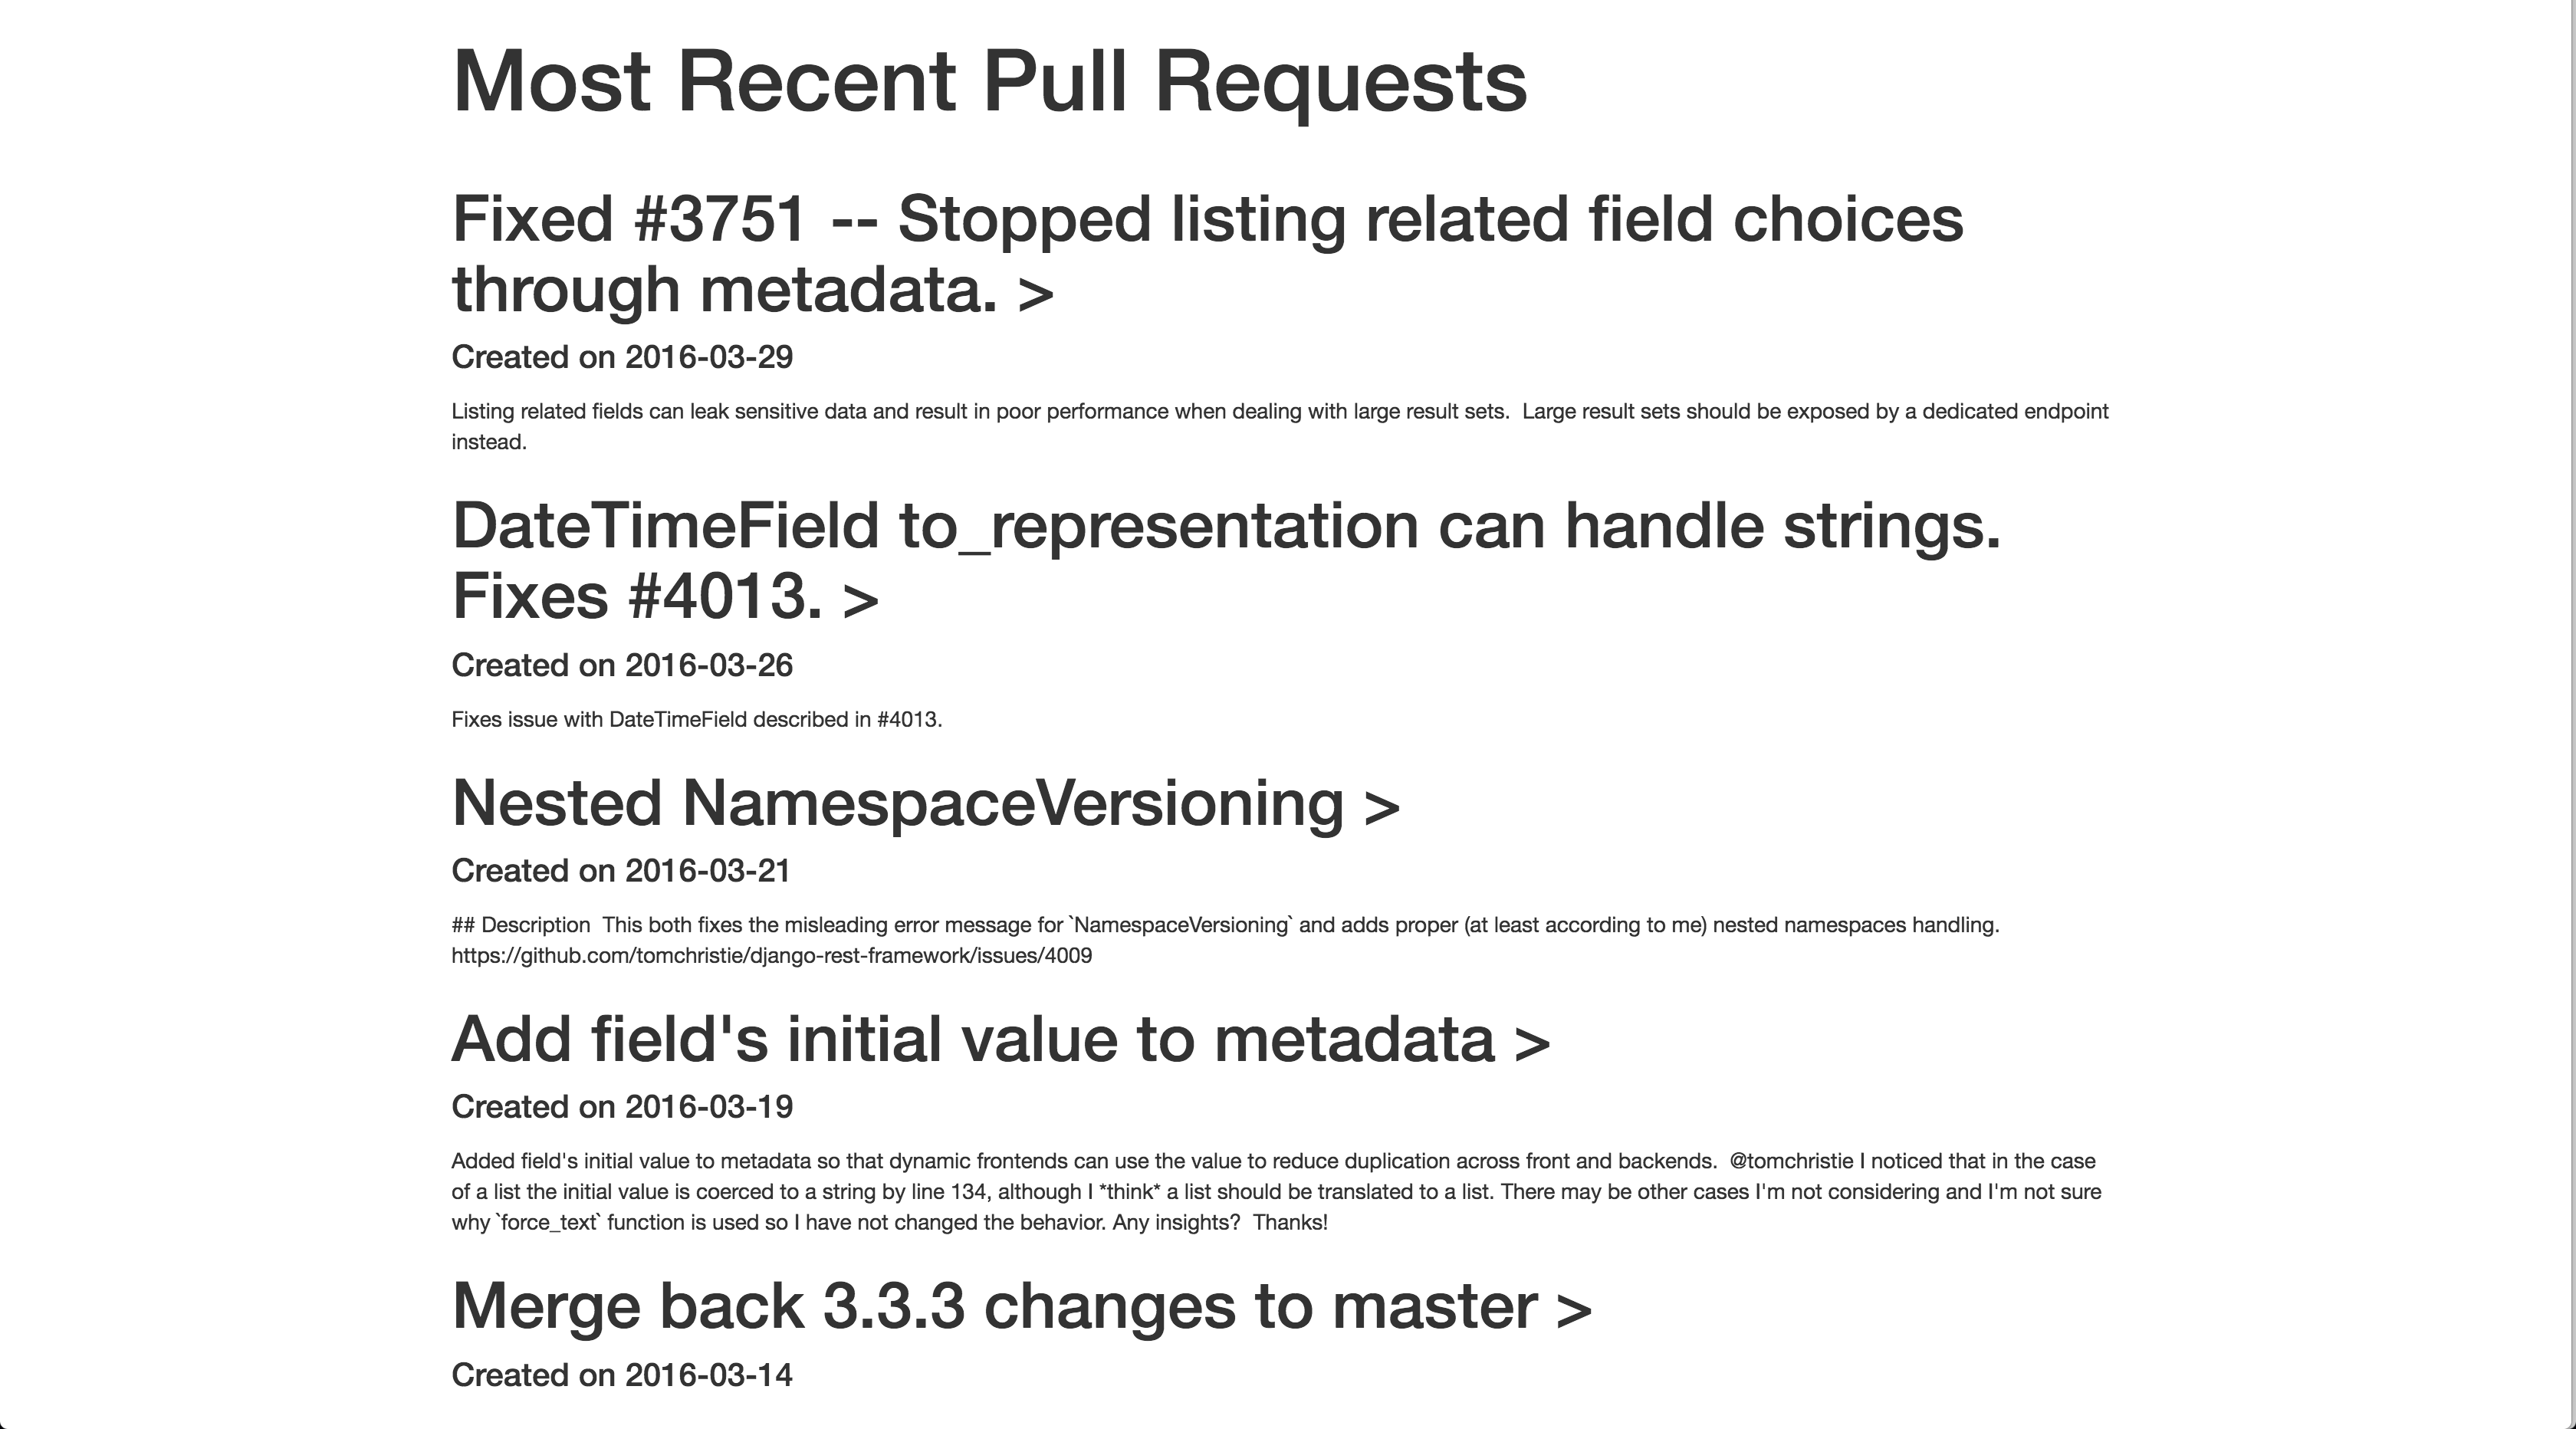 Most Recent Pull Requests
Fixed #3751 -- Stopped listing related field choices
through metadata. >
Created on 2016-03-29
Listing related fields can leak sensitive data and result in poor performance when dealing with large result sets.  Large result sets should be exposed by a dedicated endpoint
instead.
DateTimeField to_representation can handle strings.
Fixes #4013. >
Created on 2016-03-26
Fixes issue with DateTimeField described in #4013.
Nested NamespaceVersioning >
Created on 2016-03-21
## Description  This both fixes the misleading error message for `NamespaceVersioning` and adds proper (at least according to me) nested namespaces handling.
https://github.com/tomchristie/django-rest-framework/issues/4009
Add field's initial value to metadata >
Created on 2016-03-19
Added field's initial value to metadata so that dynamic frontends can use the value to reduce duplication across front and backends.  @tomchristie I noticed that in the case
of a list the initial value is coerced to a string by line 134, although I *think* a list should be translated to a list. There may be other cases I'm not considering and I'm not sure
why `force_text` function is used so I have not changed the behavior. Any insights?  Thanks!
Merge back 3.3.3 changes to master >
Created on 2016-03-14